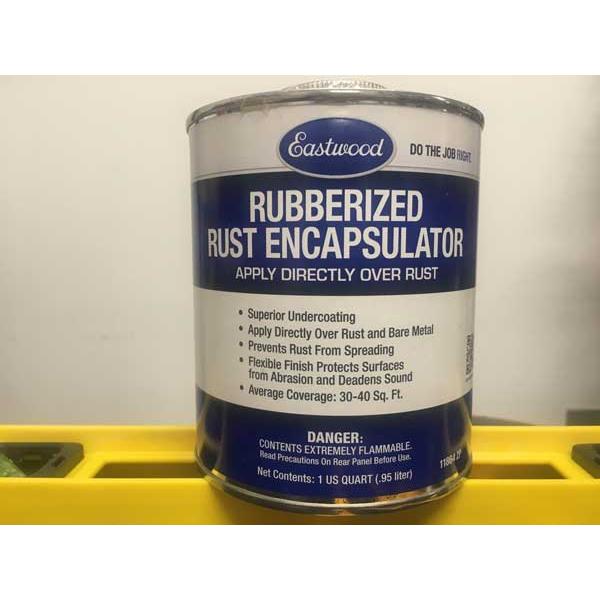 Eastwood
DO THE JOB RIGHT.
RUBBERIZED
RUST ENCAPSULATOR
APPLY DIRECTLY OVER RUST
• Superior Undercoating
• Apply Directly Over Rust and Bare Metal
• Prevents Rust From Spreading
• Flexible Finish Protects Surfaces
from Abrasion and Deadens Sound
• Average Coverage: 30-40 Sq. Ft.
DANGER:
CONTENTS EXTREMELY FLAMMABLE.
Read Precautions On Rear Panel Before Use.
Net Contents: 1 US QUART (.95 liter)